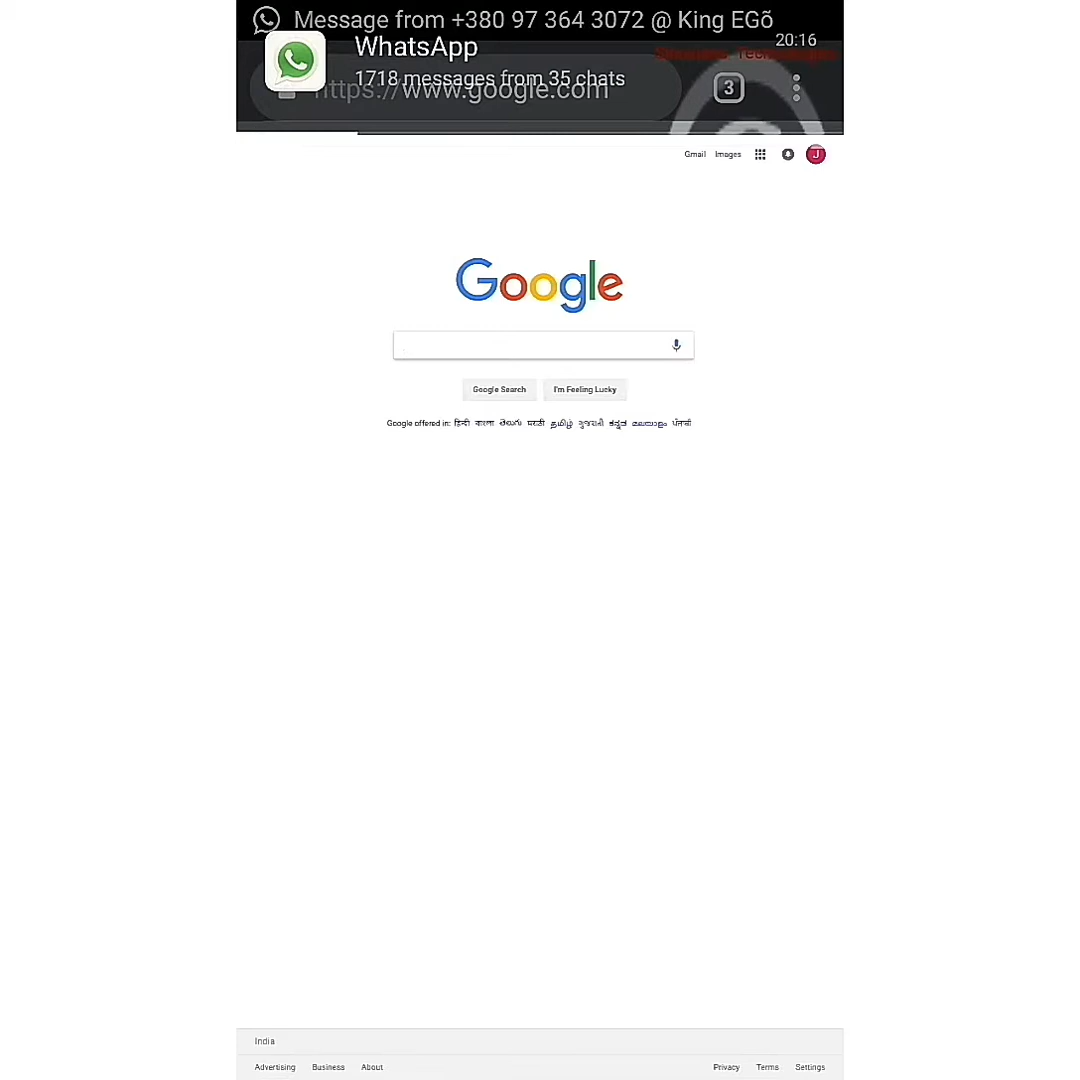 Message from +380 97 364 3072 @ King EGõ
20:16
WhatsApp
1718 messages from 35 chats
https://www.google.com
3
Gmail Images J
Google
Google Search I'm Feeling Lucky
Google offered in: हिन्दी বাংলা తెలుగు मराठी தமிழ் ગુજરાતી ಕನ್ನಡ മലയാളം ਪੰਜਾਬੀ
India
Advertising Business About Privacy Terms Settings